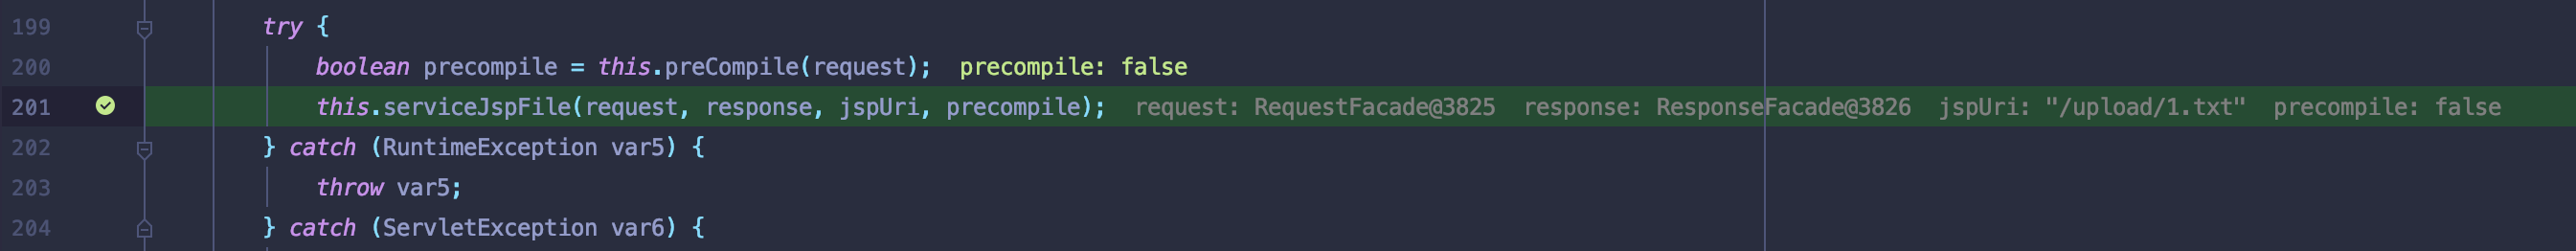 199 try {
200 boolean precompile = this.preCompile(request); precompile: false
201 this.serviceJspFile(request, response, jspUri, precompile); request: RequestFacade@3825 response: ResponseFacade@3826 jspUri: "/upload/1.txt" precompile: false
202 } catch (RuntimeException var5) {
203 throw var5;
204 } catch (ServletException var6) {